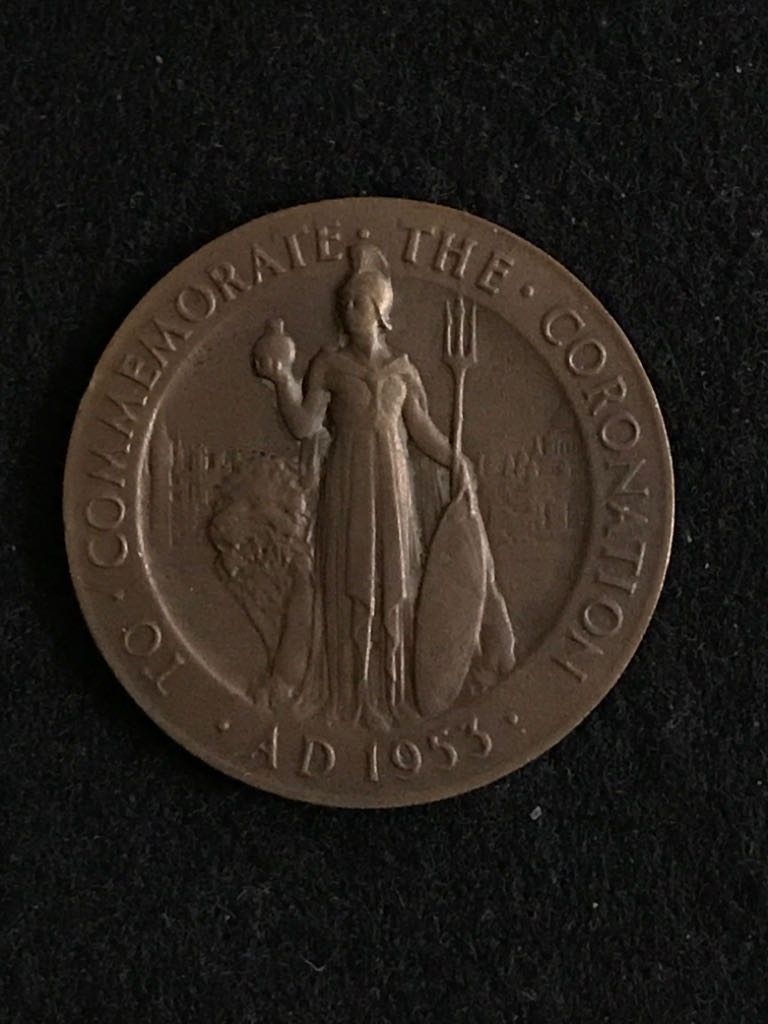 TO · COMMEMORATE · THE · CORONATION
· AD 1953 ·